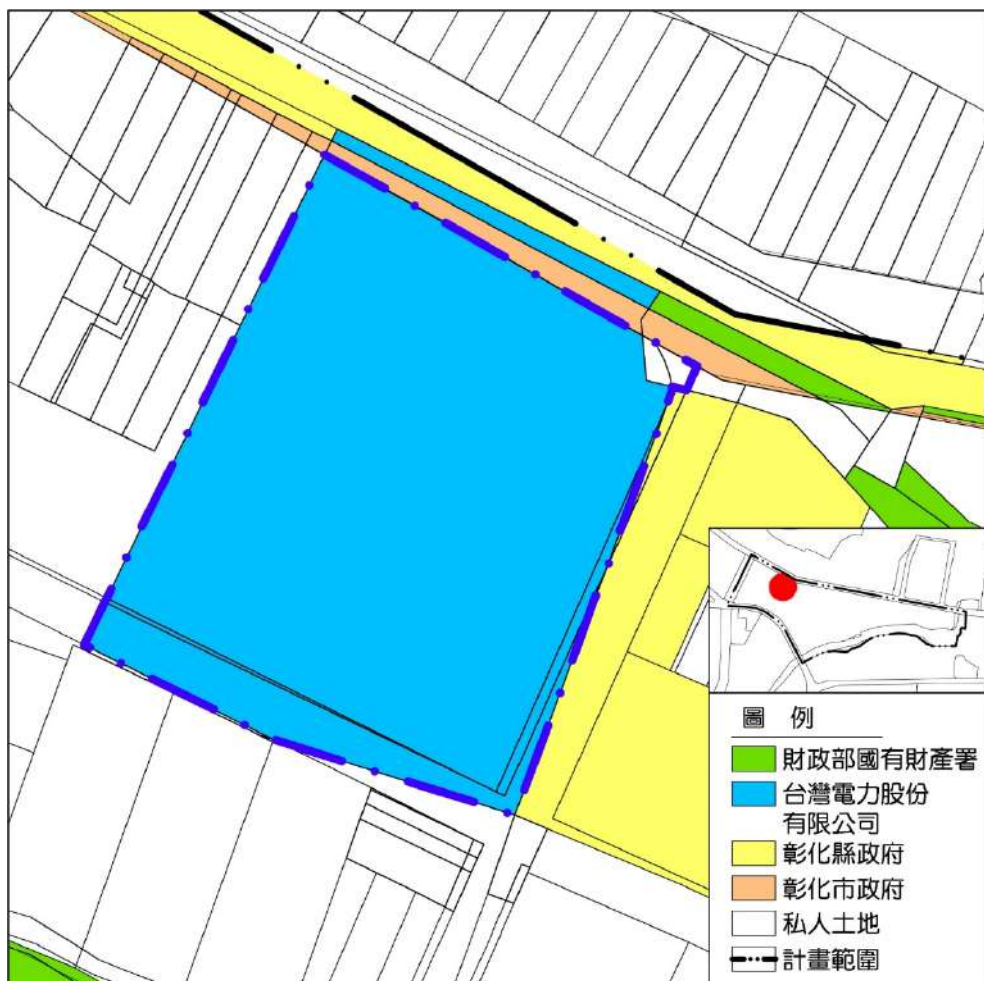 圖 例
財政部國有財產署
台灣電力股份
有限公司
彰化縣政府
彰化市政府
私人土地
計畫範圍